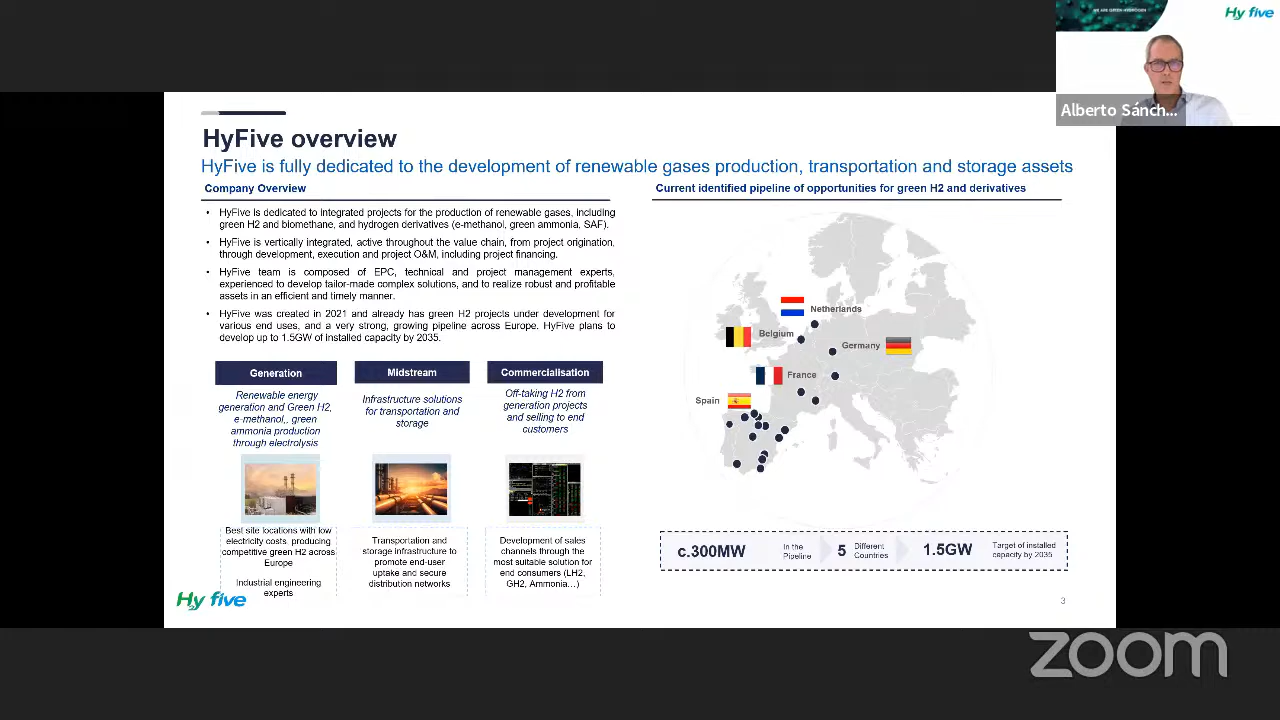 WE ARE GREEN HYDROGEN
Hy five
Alberto Sánch...
HyFive overview
HyFive is fully dedicated to the development of renewable gases production, transportation and storage assets
Company Overview
• HyFive is dedicated to integrated projects for the production of renewable gases, including
green H2 and biomethane, and hydrogen derivatives (e-methanol, green ammonia, SAF).
• HyFive is vertically integrated, active throughout the value chain, from project origination,
through development, execution and project O&M, including project financing.
• HyFive team is composed of EPC, technical and project management experts,
experienced to develop tailor-made complex solutions, and to realize robust and profitable
assets in an efficient and timely manner.
• HyFive was created in 2021 and already has green H2 projects under development for
various end uses, and a very strong, growing pipeline across Europe. HyFive plans to
develop up to 1.5GW of installed capacity by 2035.
Generation
Renewable energy
generation and Green H2,
e-methanol,, green
ammonia production
through electrolysis
Best site locations with low
electricity costs, producing
competitive green H2 across
Europe
Industrial engineering
experts
Midstream
Infrastructure solutions
for transportation and
storage
Transportation and
storage infrastructure to
promote end-user
uptake and secure
distribution networks
Commercialisation
Off-taking H2 from
generation projects
and selling to end
customers
Development of sales
channels through the
most suitable solution for
end consumers (LH2,
GH2, Ammonia…)
Current identified pipeline of opportunities for green H2 and derivatives
Netherlands
Belgium
Germany
France
Spain
c.300MW
In the
Pipeline
5
Different
Countries
1.5GW
Target of installed
capacity by 2035
Hy five
3
zoom